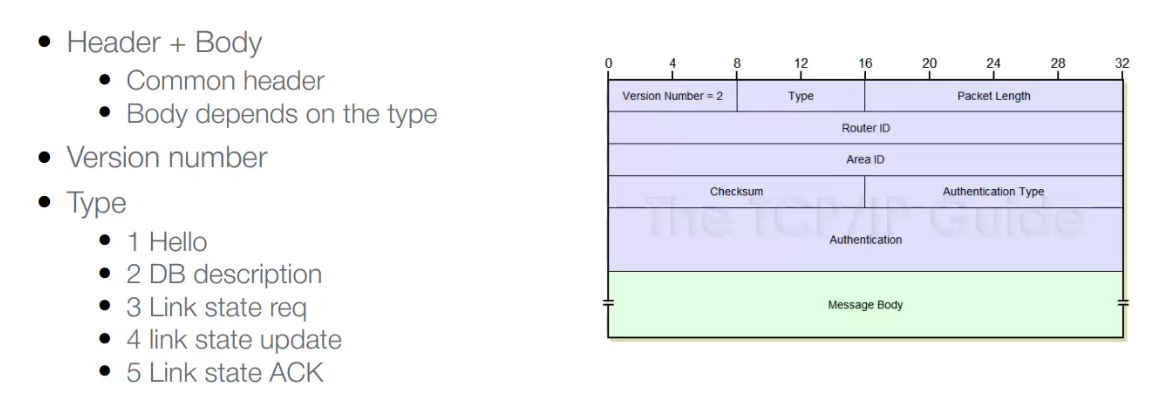 Header + Body
Common header
Body depends on the type
Version number
Type
1 Hello
2 DB description
3 Link state req
4 link state update
5 Link state ACK
0 4 8 12 16 20 24 28 32
Version Number = 2 Type Packet Length
Router ID
Area ID
Checksum Authentication Type
The TCP/IP Guide
Authentication
Message Body